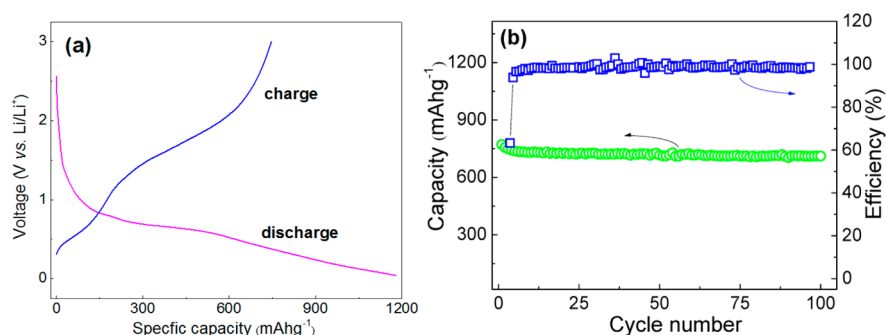 (a)
3
2
1
0
Voltage (V vs. Li/Li⁺)
charge
discharge
0 300 600 900 1200
Specfic capacity (mAhg⁻¹)
(b)
1200
900
600
300
Capacity (mAhg⁻¹)
120
100
80
60
40
20
0
Efficiency (%)
0 25 50 75 100
Cycle number